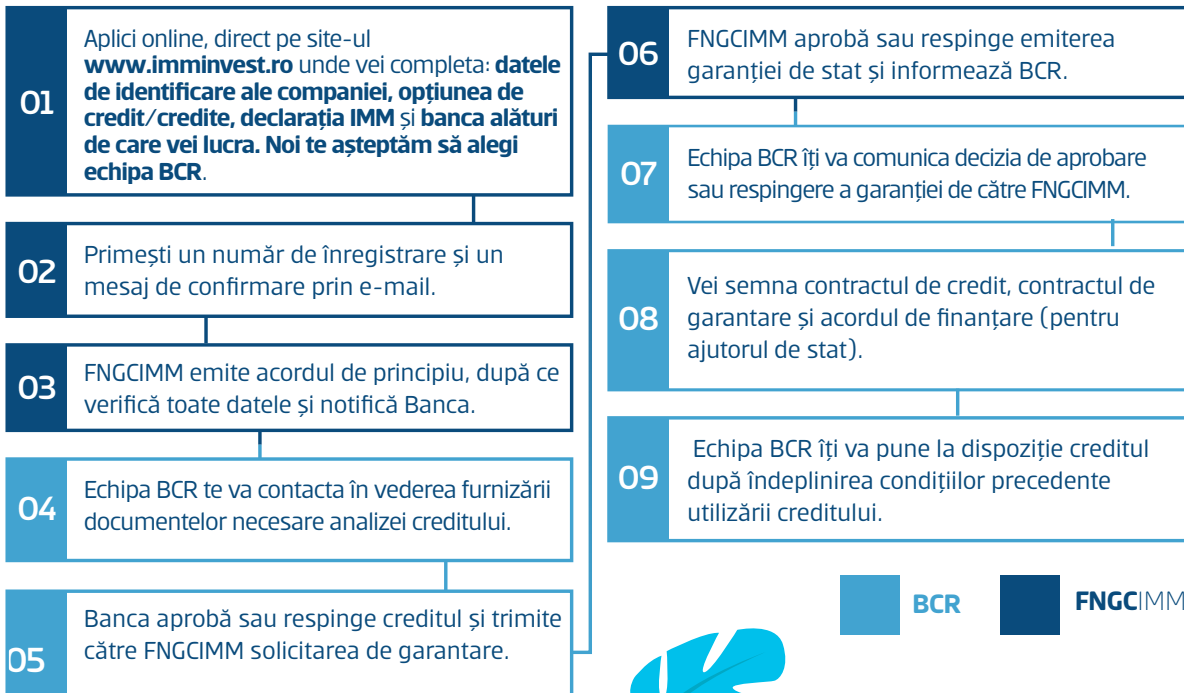 01
Aplici online, direct pe site-ul
www.imminvest.ro unde vei completa: datele
de identificare ale companiei, opțiunea de
credit/credite, declarația IMM și banca alături
de care vei lucra. Noi te așteptăm să alegi
echipa BCR.
02
Primești un număr de înregistrare și un
mesaj de confirmare prin e-mail.
03
FNGCIMM emite acordul de principiu, după ce
verifică toate datele și notifică Banca.
04
Echipa BCR te va contacta în vederea furnizării
documentelor necesare analizei creditului.
05
Banca aprobă sau respinge creditul și trimite
către FNGCIMM solicitarea de garantare.
06
FNGCIMM aprobă sau respinge emiterea
garanției de stat și informează BCR.
07
Echipa BCR îți va comunica decizia de aprobare
sau respingere a garanției de către FNGCIMM.
08
Vei semna contractul de credit, contractul de
garantare și acordul de finanțare (pentru
ajutorul de stat).
09
Echipa BCR îți va pune la dispoziție creditul
după îndeplinirea condițiilor precedente
utilizării creditului.
BCR
FNGCIMM